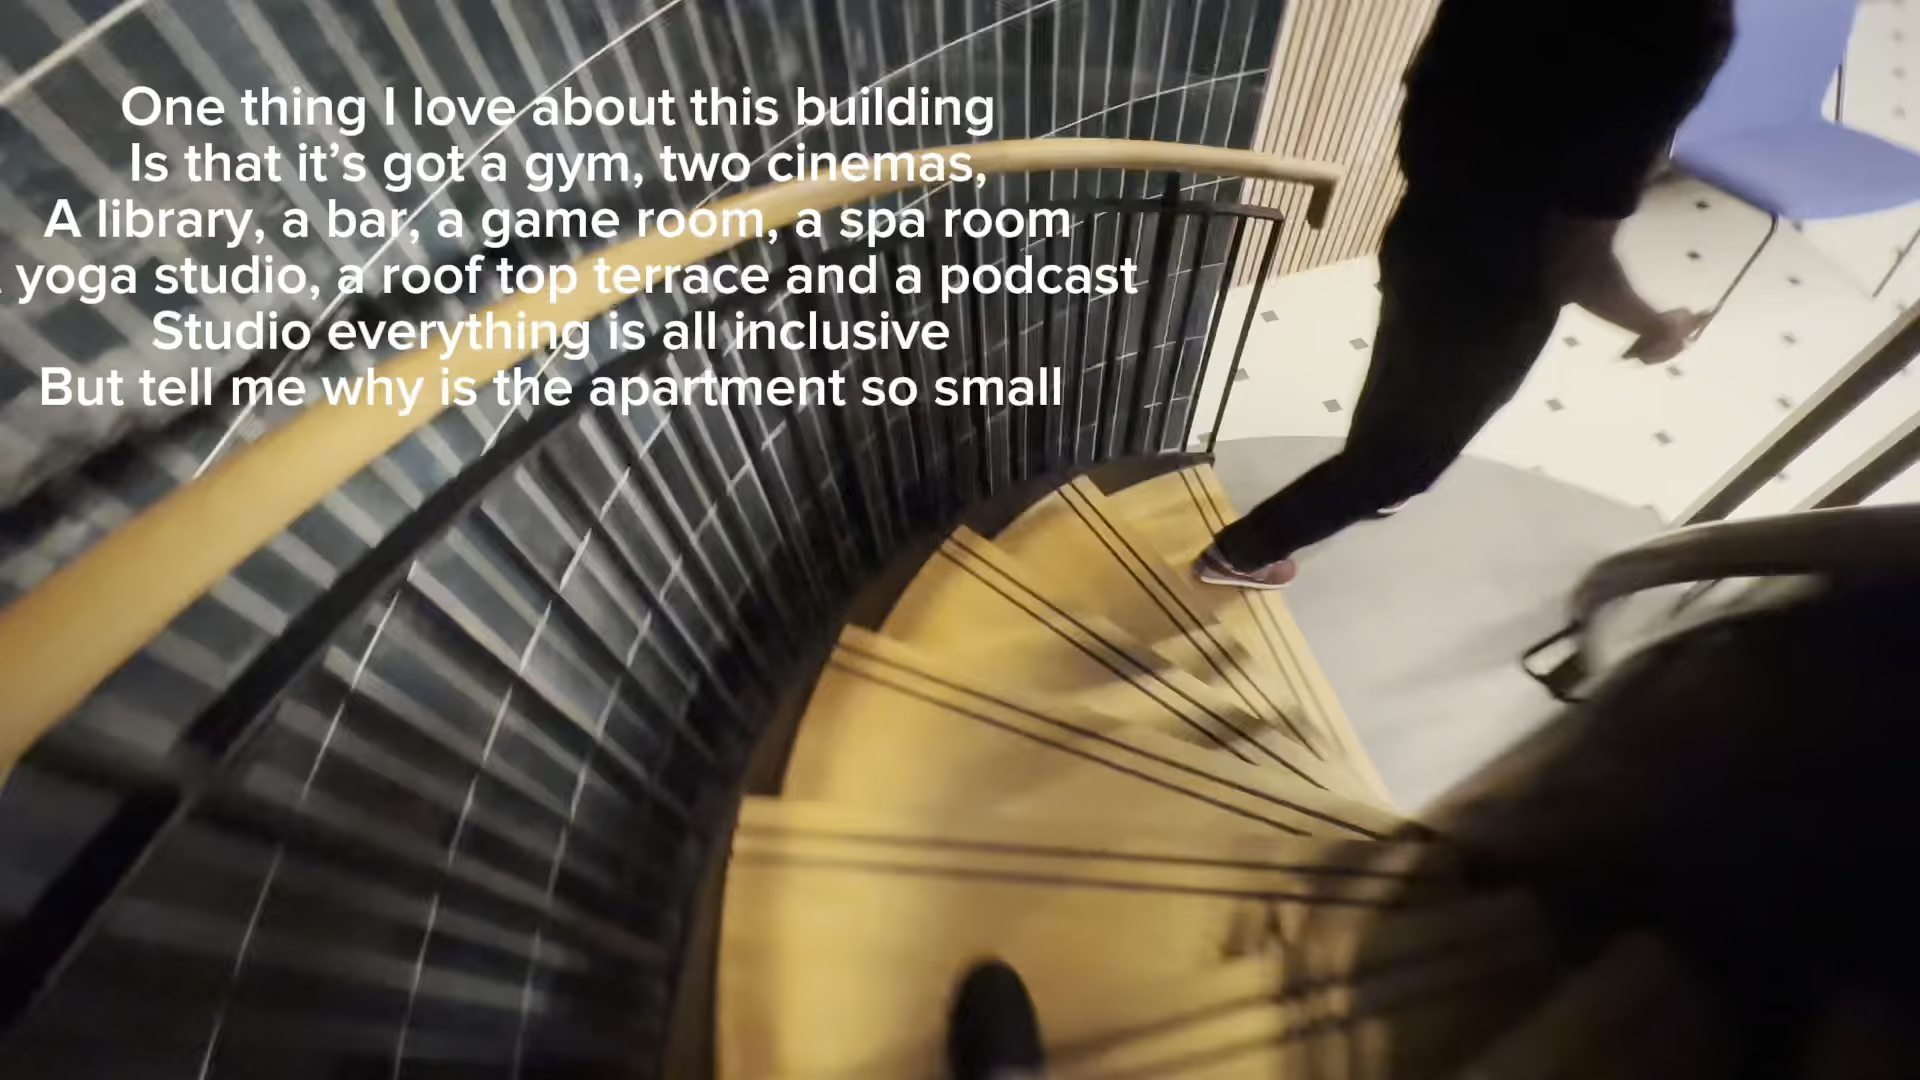 One thing I love about this building
Is that it’s got a gym, two cinemas,
A library, a bar, a game room, a spa room
yoga studio, a roof top terrace and a podcast
Studio everything is all inclusive
But tell me why is the apartment so small